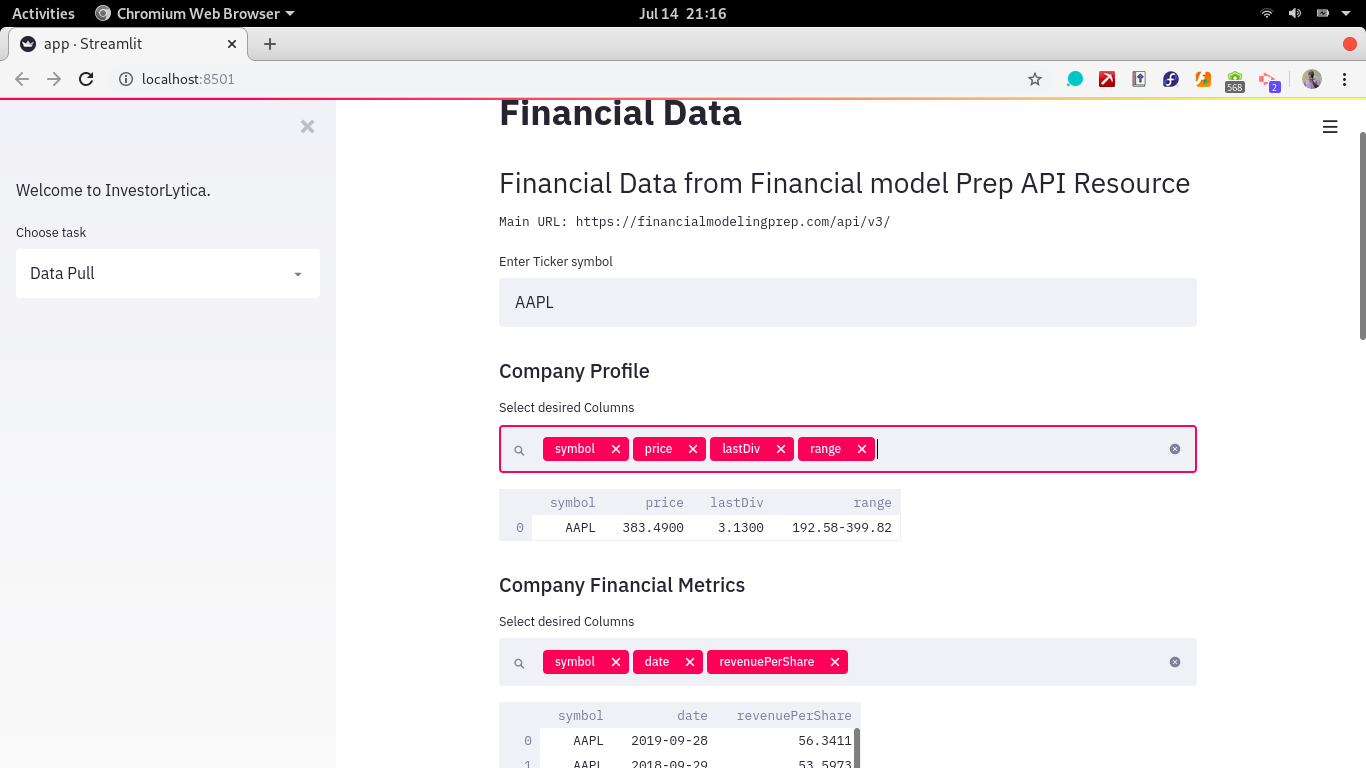 Activities Chromium Web Browser Jul 14 21:16
app · Streamlit
localhost:8501
568
2
Financial Data
Welcome to InvestorLytica.
Choose task
Data Pull
Financial Data from Financial model Prep API Resource
Main URL: https://financialmodelingprep.com/api/v3/
Enter Ticker symbol
AAPL
Company Profile
Select desired Columns
symbol price lastDiv range
symbol price lastDiv range
0 AAPL 383.4900 3.1300 192.58-399.82
Company Financial Metrics
Select desired Columns
symbol date revenuePerShare
symbol date revenuePerShare
0 AAPL 2019-09-28 56.3411
1 AAPL 2018-09-29 53.5973